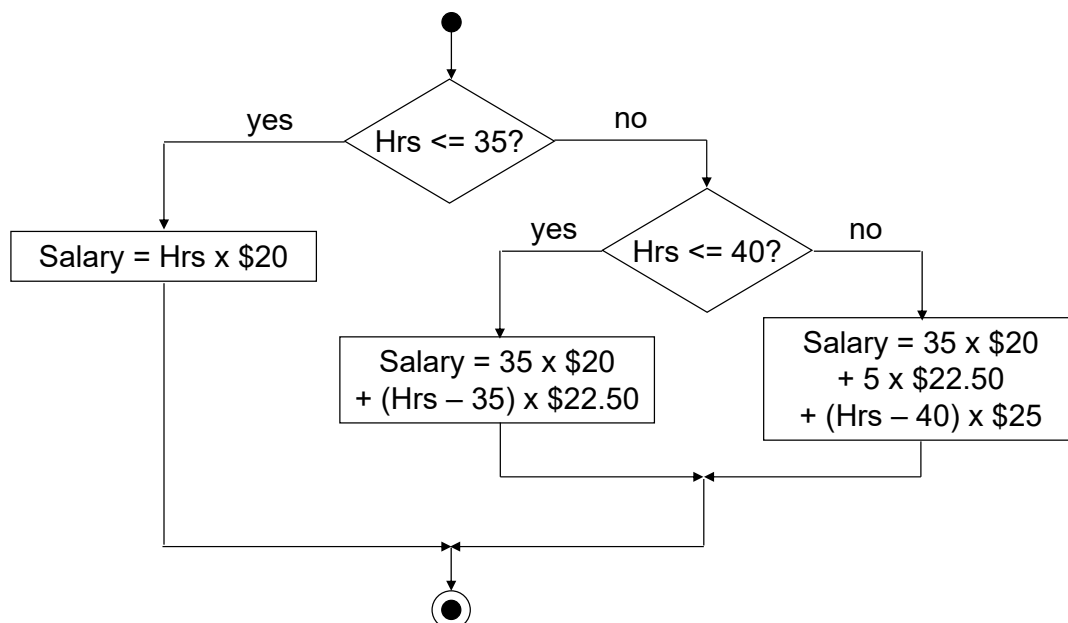 yes
Hrs <= 35?
no
Salary = Hrs x $20
yes
Hrs <= 40?
no
Salary = 35 x $20
+ (Hrs – 35) x $22.50
Salary = 35 x $20
+ 5 x $22.50
+ (Hrs – 40) x $25